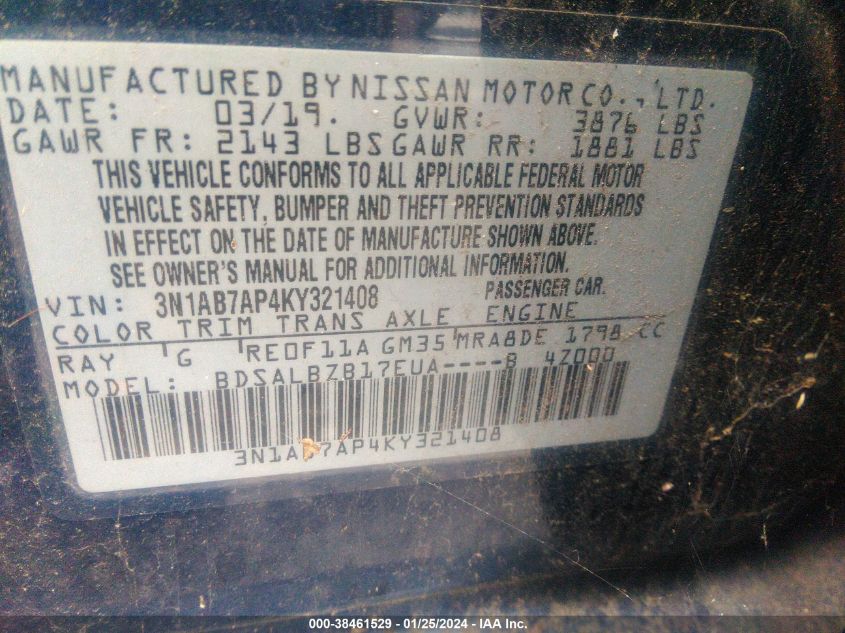 MANUFACTURED BY NISSAN MOTOR CO., LTD.
DATE: 03/19. GVWR: 3876 LBS
GAWR FR: 2143 LBS GAWR RR: 1881 LBS
THIS VEHICLE CONFORMS TO ALL APPLICABLE FEDERAL MOTOR
VEHICLE SAFETY, BUMPER AND THEFT PREVENTION STANDARDS
IN EFFECT ON THE DATE OF MANUFACTURE SHOWN ABOVE.
SEE OWNER'S MANUAL FOR ADDITIONAL INFORMATION.
VIN: 3N1AB7AP4KY321408 PASSENGER CAR.
COLOR TRIM TRANS AXLE ENGINE
RAY G RE0F11A GM35 MRA8DE 1798 CC
MODEL: BDSALBZB17EUA----B 4Z000
3N1AB7AP4KY321408
000-38461529 - 01/25/2024 - IAA Inc.